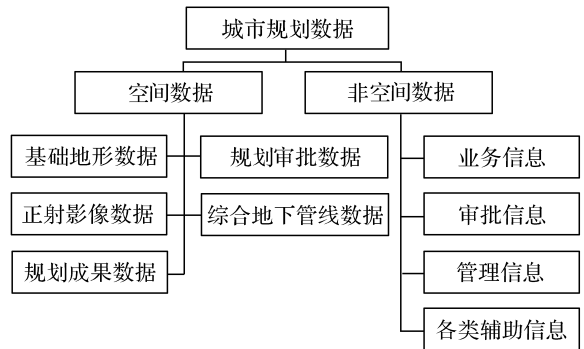 城市规划数据
空间数据
非空间数据
基础地形数据
规划审批数据
业务信息
正射影像数据
综合地下管线数据
审批信息
规划成果数据
管理信息
各类辅助信息